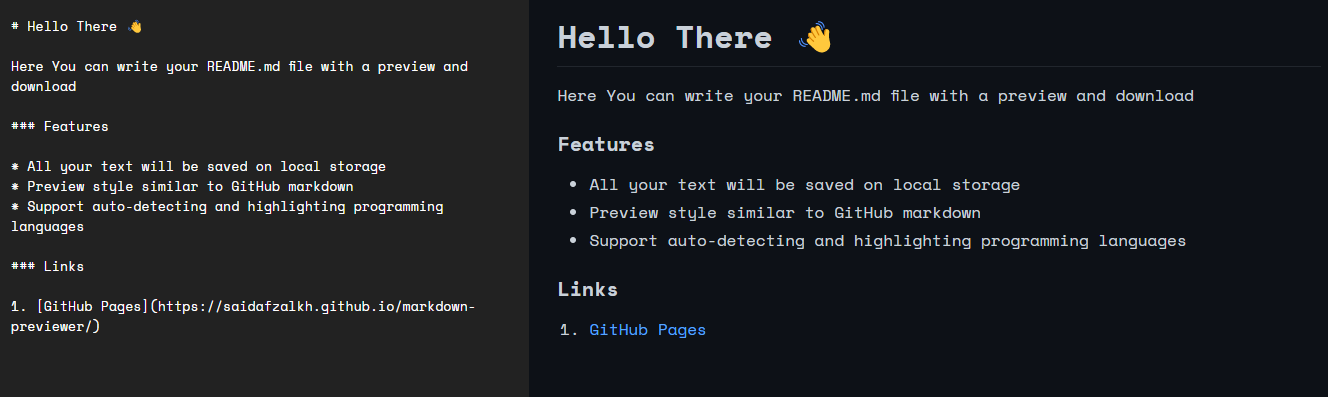 # Hello There 👋
Here You can write your README.md file with a preview and
download
### Features
* All your text will be saved on local storage
* Preview style similar to GitHub markdown
* Support auto-detecting and highlighting programming
languages
### Links
1. [GitHub Pages](https://saidafzalkh.github.io/markdown-
previewer/)
Hello There 👋
Here You can write your README.md file with a preview and download
Features
• All your text will be saved on local storage
• Preview style similar to GitHub markdown
• Support auto-detecting and highlighting programming languages
Links
1. GitHub Pages